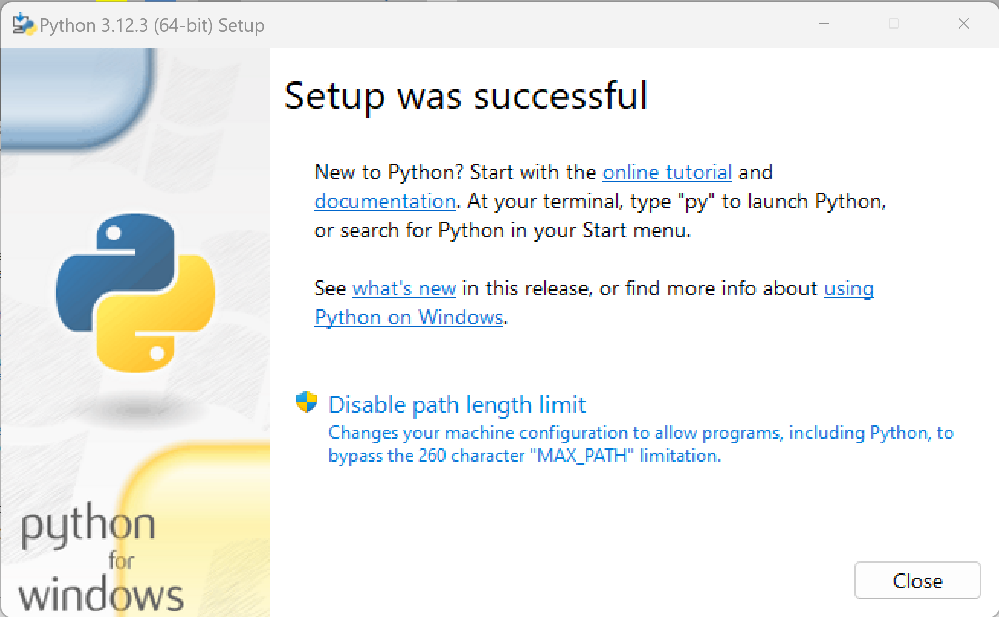 Python 3.12.3 (64-bit) Setup
Setup was successful
New to Python? Start with the online tutorial and
documentation. At your terminal, type "py" to launch Python,
or search for Python in your Start menu.
See what's new in this release, or find more info about using
Python on Windows.
Disable path length limit
Changes your machine configuration to allow programs, including Python, to
bypass the 260 character "MAX_PATH" limitation.
python
for
windows
Close